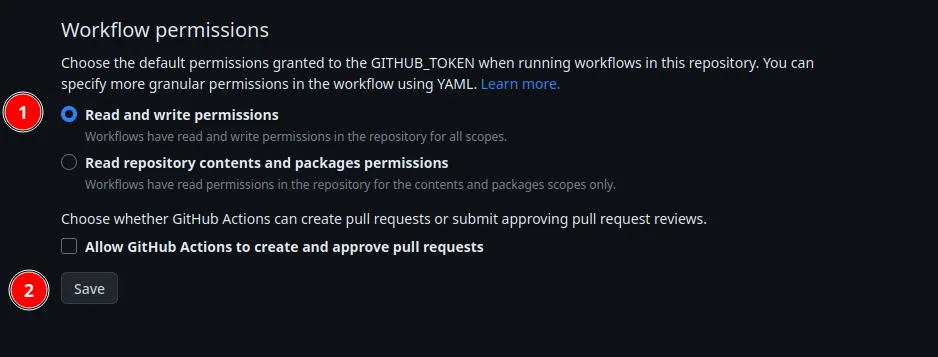 Workflow permissions
Choose the default permissions granted to the GITHUB_TOKEN when running workflows in this repository. You can
specify more granular permissions in the workflow using YAML. Learn more.
1
Read and write permissions
Workflows have read and write permissions in the repository for all scopes.
Read repository contents and packages permissions
Workflows have read permissions in the repository for the contents and packages scopes only.
Choose whether GitHub Actions can create pull requests or submit approving pull request reviews.
Allow GitHub Actions to create and approve pull requests
2
Save